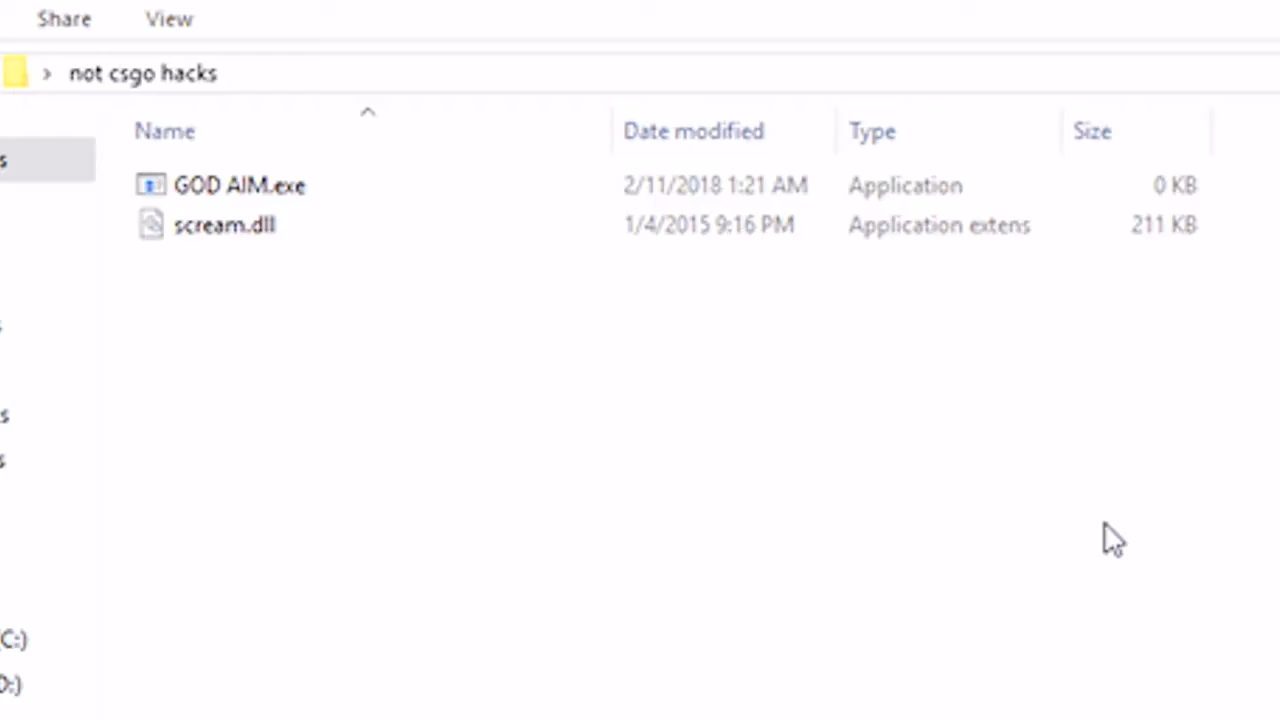 Share View
not csgo hacks
Name Date modified Type Size
s
GOD AIM.exe 2/11/2018 1:21 AM Application 0 KB
scream.dll 1/4/2015 9:16 PM Application extens 211 KB
s
s
s
(C:)
D:)